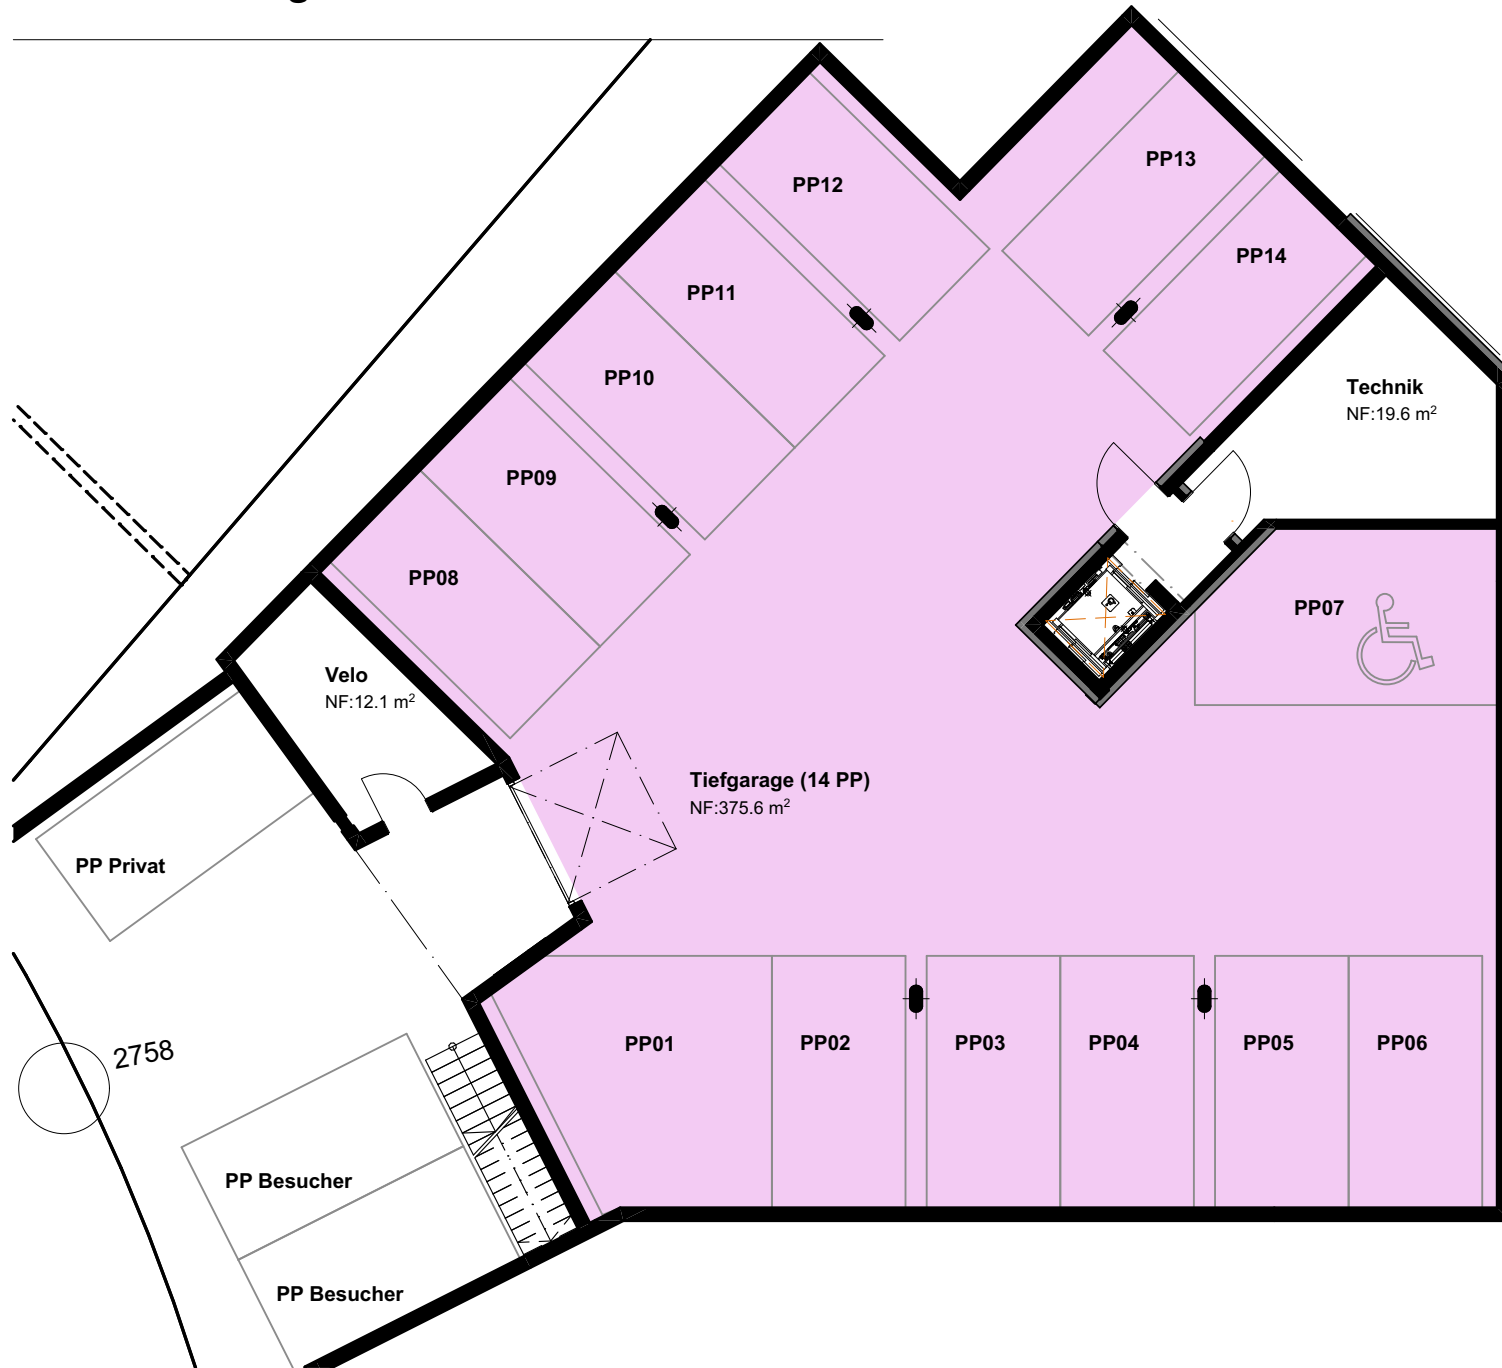 PP13
PP12
PP14
PP11
PP10
Technik
NF:19.6 m²
PP09
PP08
PP07
Velo
NF:12.1 m²
Tiefgarage (14 PP)
NF:375.6 m²
PP Privat
PP01
PP02
PP03
PP04
PP05
PP06
2758
PP Besucher
PP Besucher